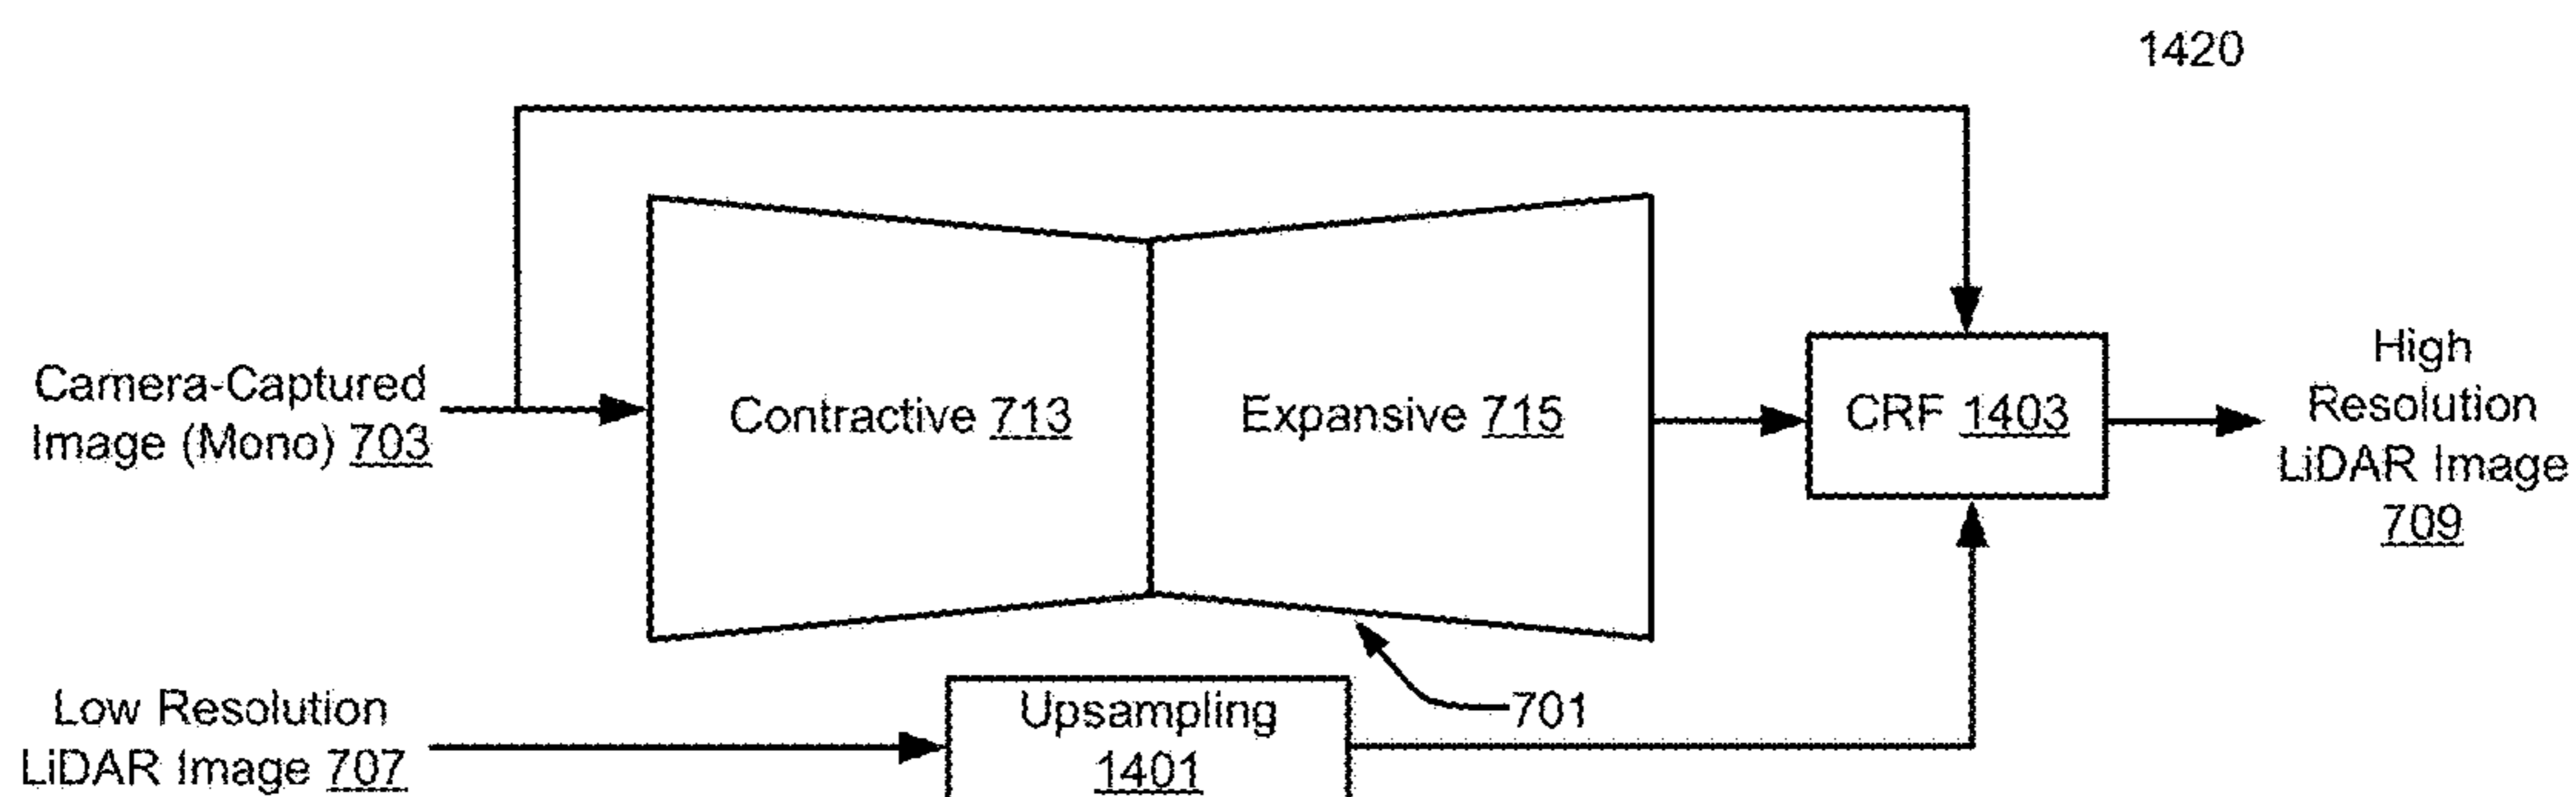 1420
Camera-Captured
Image (Mono) 703
Contractive 713
Expansive 715
CRF 1403
High
Resolution
LiDAR Image
709
Low Resolution
LiDAR Image 707
Upsampling
1401
701